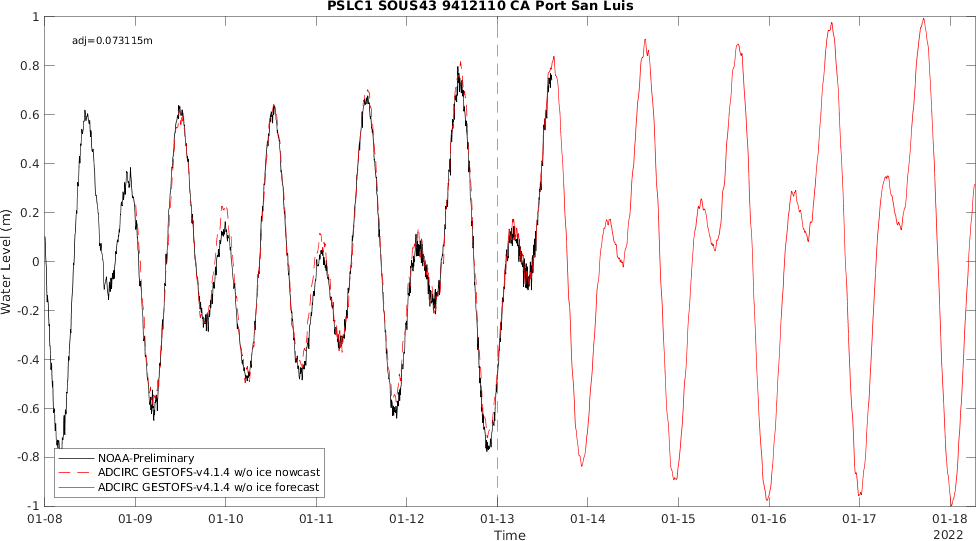 PSLC1 SOUS43 9412110 CA Port San Luis
adj=0.073115m
1
0.8
0.6
0.4
0.2
0
-0.2
-0.4
-0.6
-0.8
-1
Water Level (m)
NOAA-Preliminary
ADCIRC GESTOFS-v4.1.4 w/o ice nowcast
ADCIRC GESTOFS-v4.1.4 w/o ice forecast
01-08 01-09 01-10 01-11 01-12 01-13 01-14 01-15 01-16 01-17 01-18
2022
Time